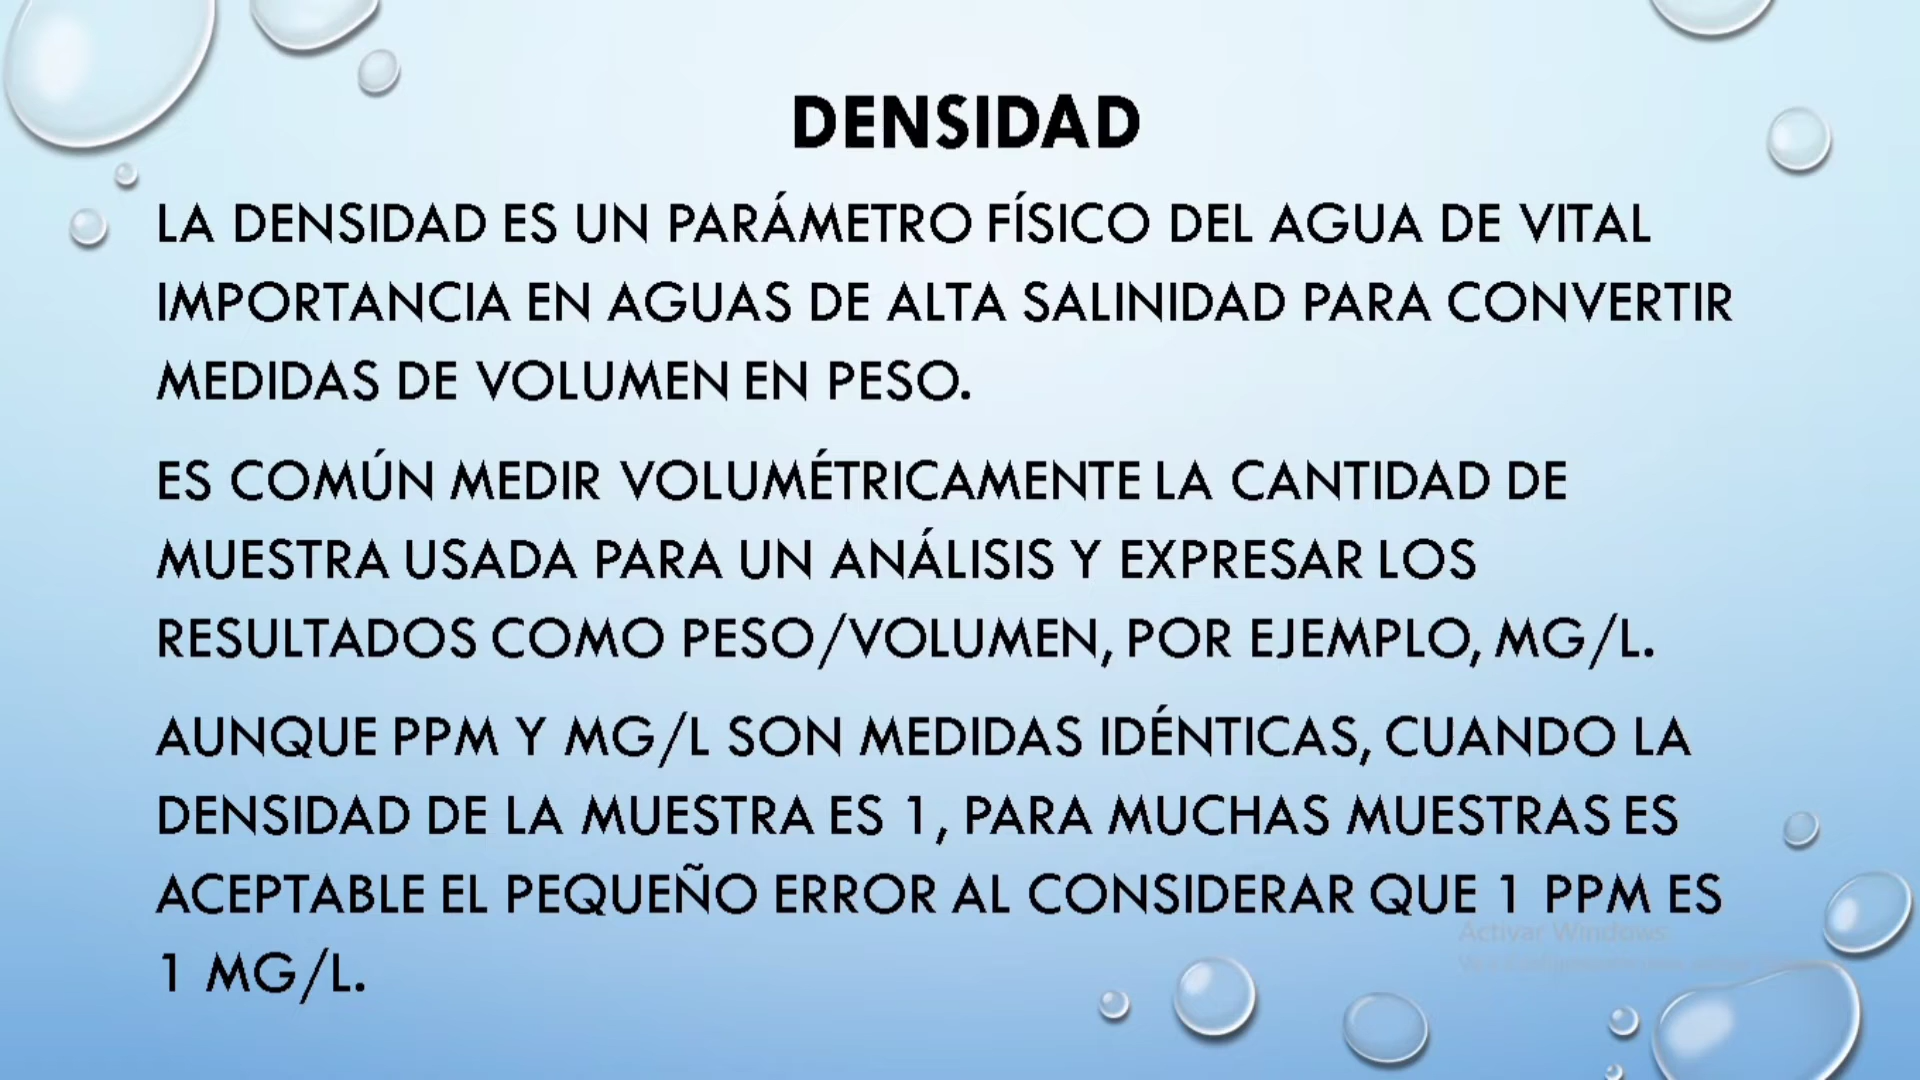 DENSIDAD
LA DENSIDAD ES UN PARÁMETRO FÍSICO DEL AGUA DE VITAL
IMPORTANCIA EN AGUAS DE ALTA SALINIDAD PARA CONVERTIR
MEDIDAS DE VOLUMEN EN PESO.
ES COMÚN MEDIR VOLUMÉTRICAMENTE LA CANTIDAD DE
MUESTRA USADA PARA UN ANÁLISIS Y EXPRESAR LOS
RESULTADOS COMO PESO/VOLUMEN, POR EJEMPLO, MG/L.
AUNQUE PPM Y MG/L SON MEDIDAS IDÉNTICAS, CUANDO LA
DENSIDAD DE LA MUESTRA ES 1, PARA MUCHAS MUESTRAS ES
ACEPTABLE EL PEQUEÑO ERROR AL CONSIDERAR QUE 1 PPM ES
1 MG/L.
Activar Windows